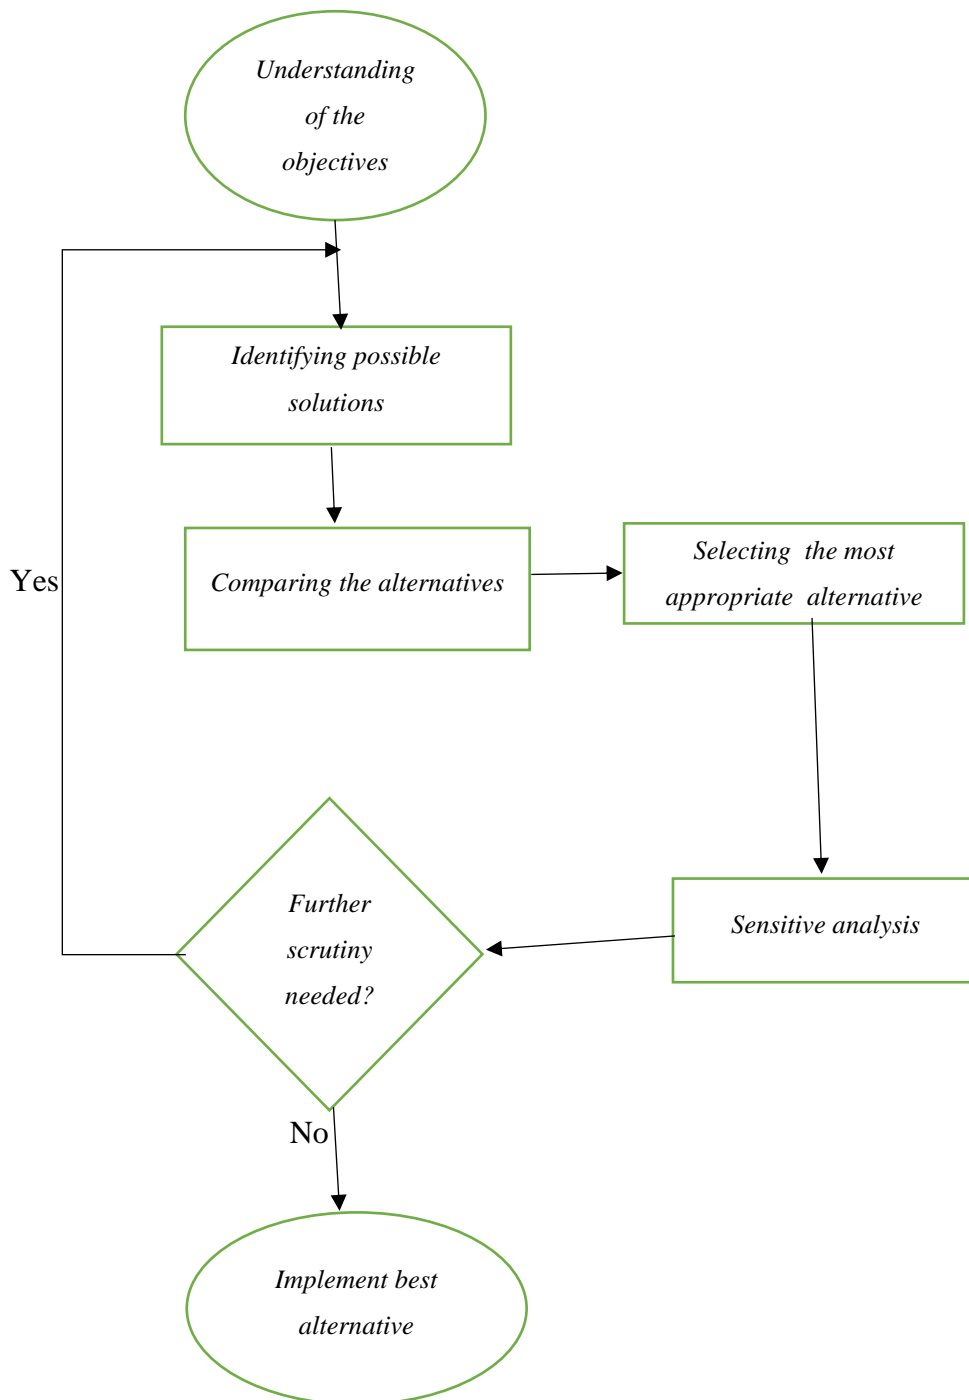 Understanding
of the
objectives
Identifying possible
solutions
Comparing the alternatives
Selecting the most
appropriate alternative
Yes
Sensitive analysis
Further
scrutiny
needed?
No
Implement best
alternative